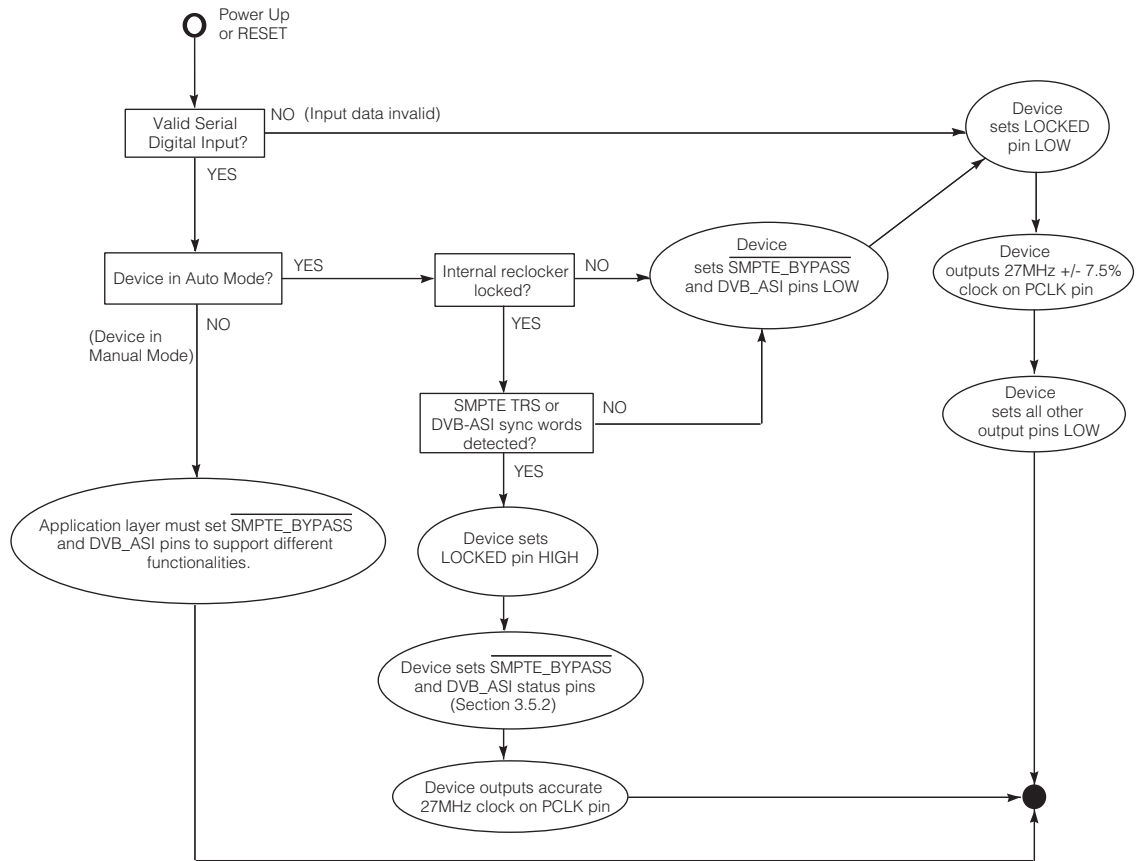 Power Up
or RESET
Valid Serial
Digital Input?
NO (Input data invalid)
YES
Device
sets LOCKED
pin LOW
Device in Auto Mode?
YES
NO
(Device in
Manual Mode)
Internal reclocker
locked?
NO
YES
Device
sets SMPTE_BYPASS
and DVB_ASI pins LOW
Device
outputs 27MHz +/- 7.5%
clock on PCLK pin
SMPTE TRS or
DVB-ASI sync words
detected?
NO
YES
Device
sets all other
output pins LOW
Application layer must set SMPTE_BYPASS
and DVB_ASI pins to support different
functionalities.
Device sets
LOCKED pin HIGH
Device sets SMPTE_BYPASS
and DVB_ASI status pins
(Section 3.5.2)
Device outputs accurate
27MHz clock on PCLK pin